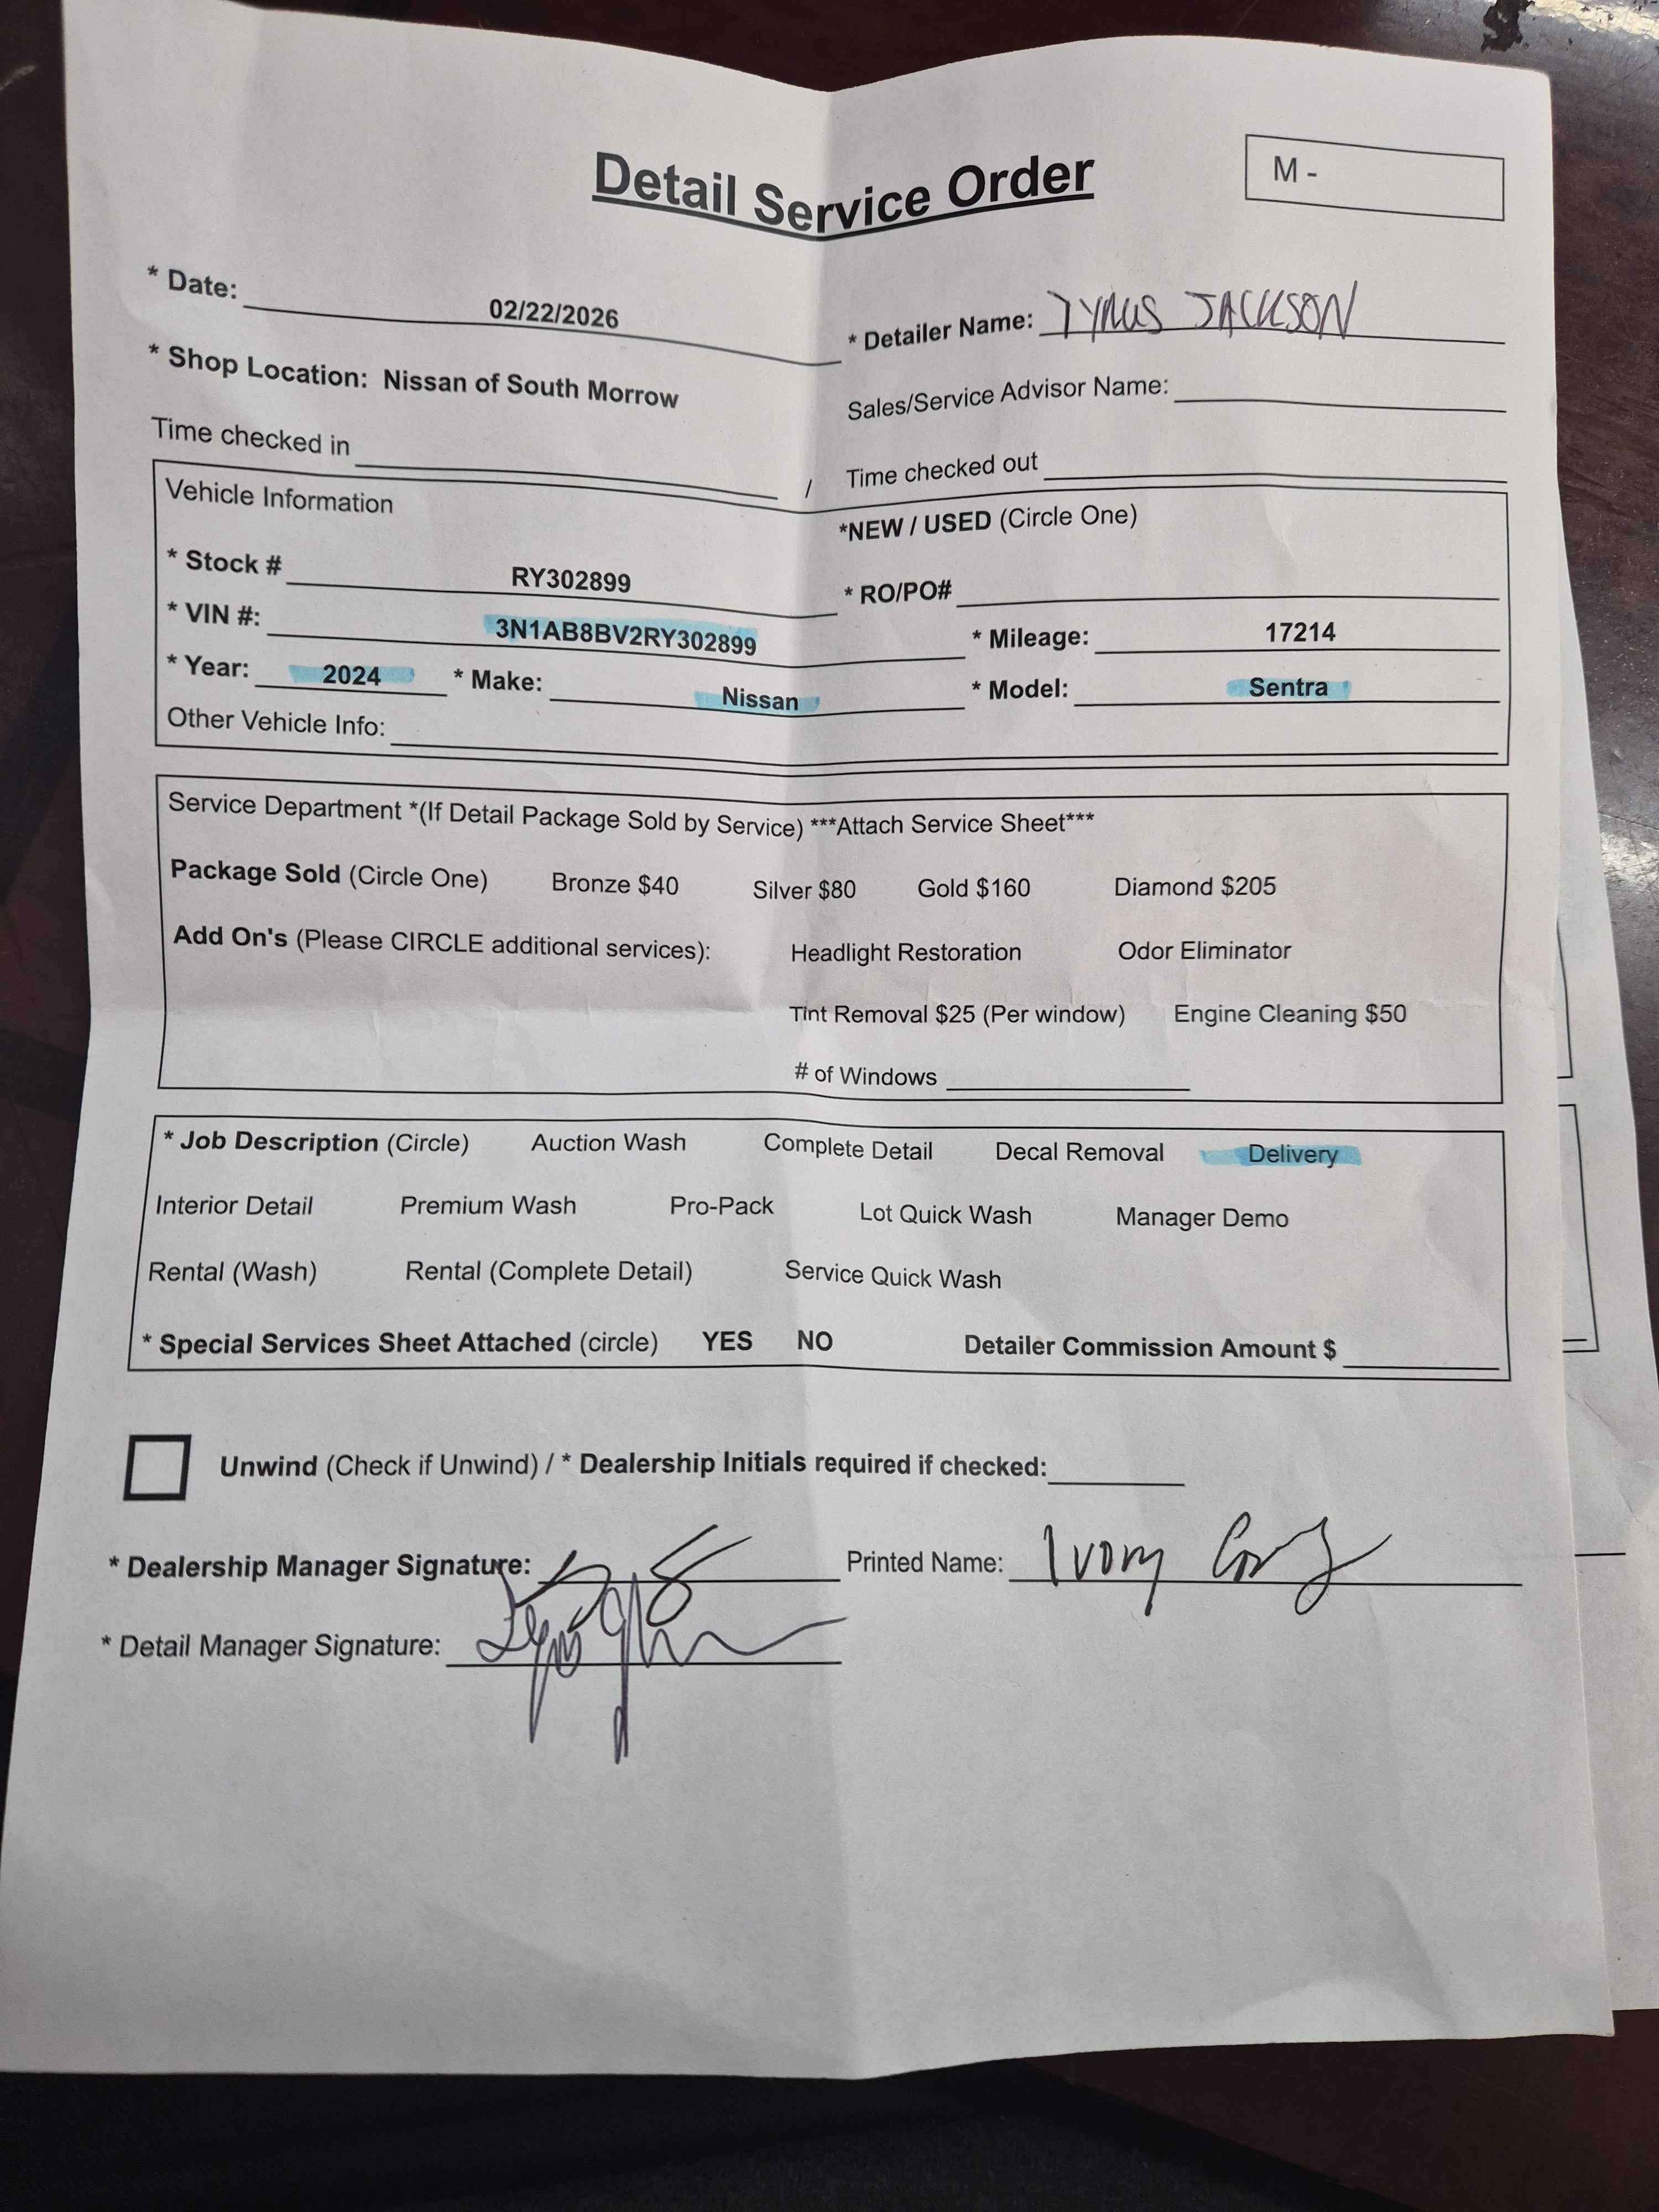 Detail Service Order
M -
* Date: 02/22/2026
* Detailer Name: TYRUS JACKSON
* Shop Location: Nissan of South Morrow
Sales/Service Advisor Name:
Time checked in / Time checked out
Vehicle Information
*NEW / USED (Circle One)
* Stock # RY302899
* RO/PO#
* VIN #: 3N1AB8BV2RY302899
* Mileage: 17214
* Year: 2024 * Make: Nissan * Model: Sentra
Other Vehicle Info:
Service Department *(If Detail Package Sold by Service) ***Attach Service Sheet***
Package Sold (Circle One) Bronze $40 Silver $80 Gold $160 Diamond $205
Add On's (Please CIRCLE additional services): Headlight Restoration Odor Eliminator
Tint Removal $25 (Per window) Engine Cleaning $50
# of Windows
* Job Description (Circle) Auction Wash Complete Detail Decal Removal Delivery
Interior Detail Premium Wash Pro-Pack Lot Quick Wash Manager Demo
Rental (Wash) Rental (Complete Detail) Service Quick Wash
* Special Services Sheet Attached (circle) YES NO Detailer Commission Amount $
Unwind (Check if Unwind) / * Dealership Initials required if checked:
* Dealership Manager Signature: Printed Name: Ivory
* Detail Manager Signature: